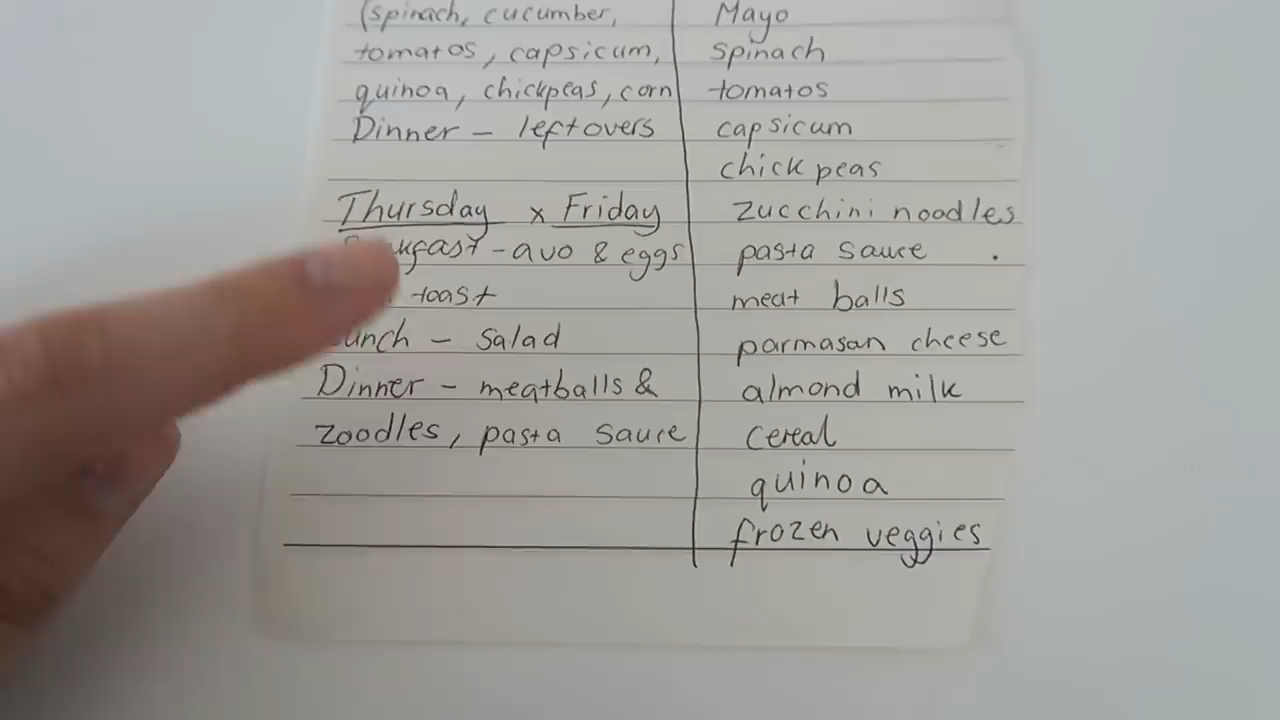 (spinach, cucumber,
tomatos, capsicum,
quinoa, chickpeas, corn
Dinner - leftovers
Thursday x Friday
- avo & eggs
toast
- Salad
Dinner - meatballs &
zoodles, pasta sauce
Mayo
Spinach
tomatos
capsicum
chick peas
zucchini noodles
pasta sauce
meat balls
parmasan cheese
almond milk
cereal
quinoa
frozen veggies